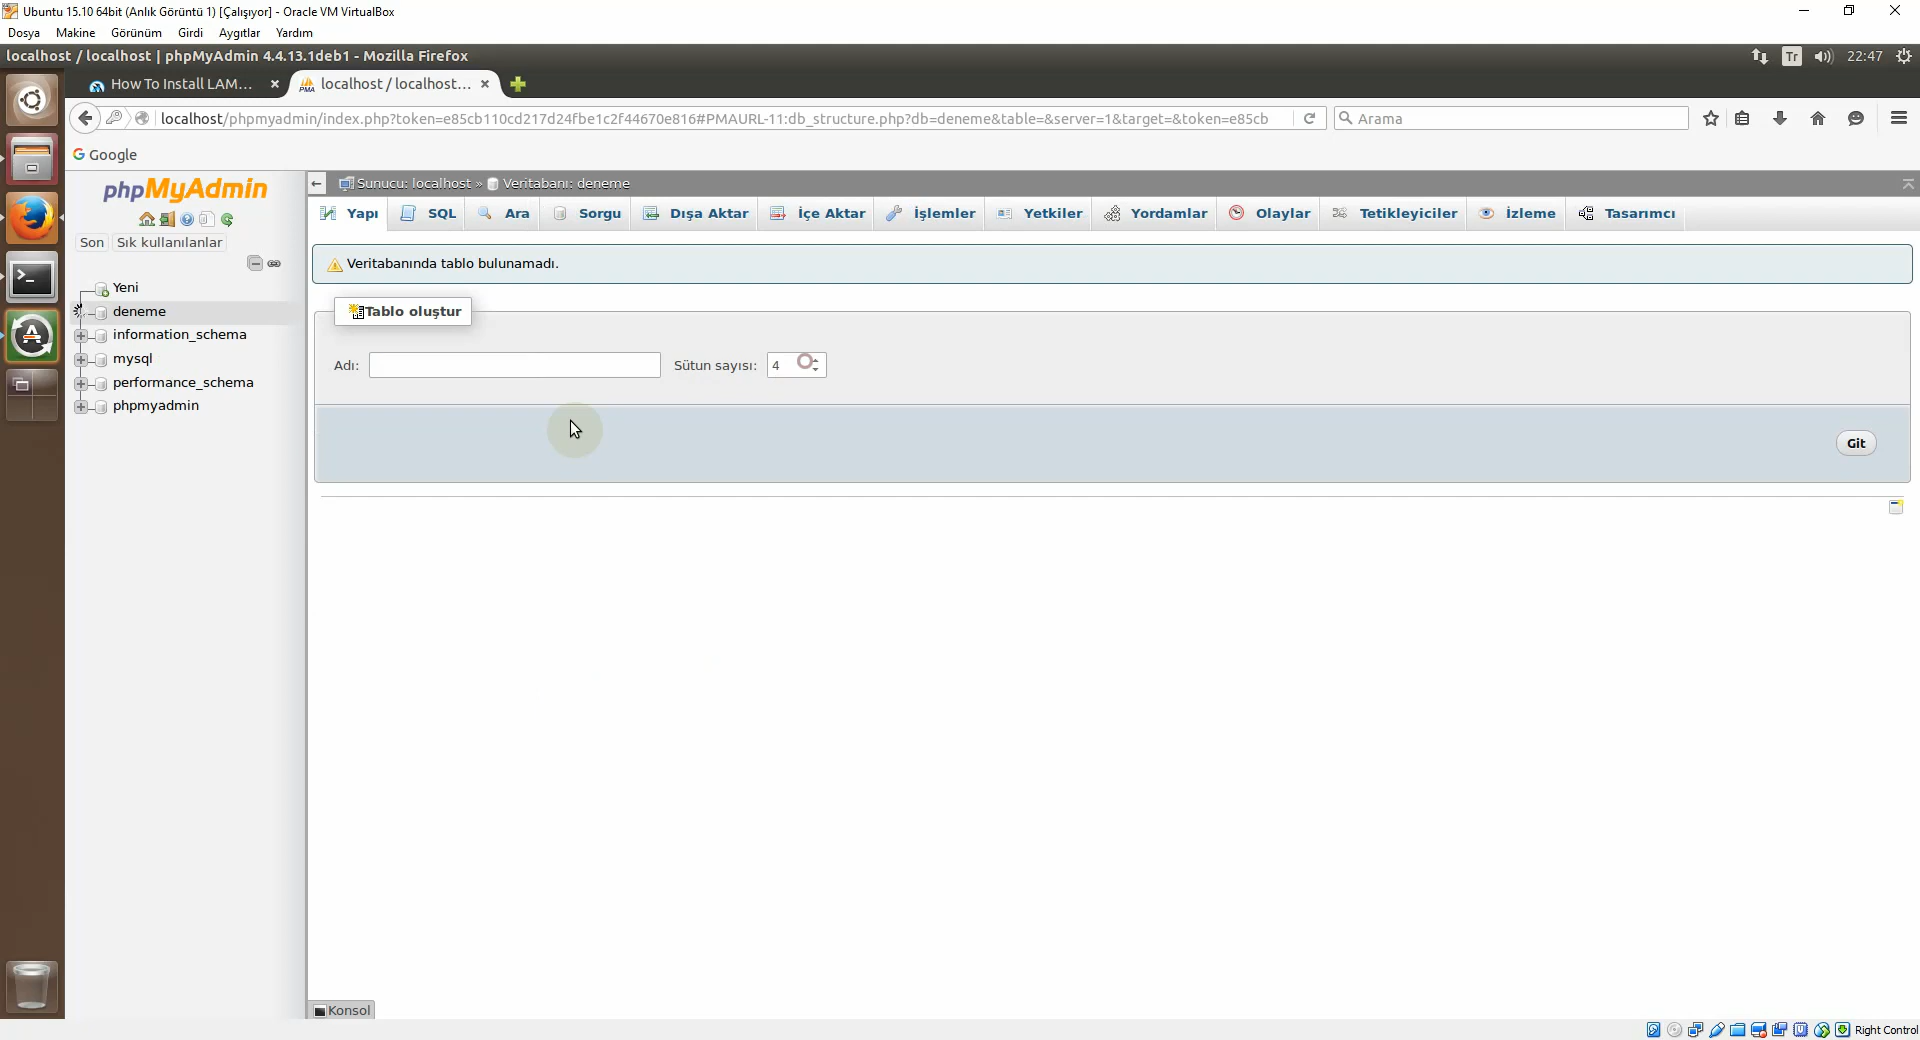 Ubuntu 15.10 64bit (Anlık Görüntü 1) [Çalışıyor] - Oracle VM VirtualBox
Dosya Makine Görünüm Girdi Aygıtlar Yardım
localhost / localhost | phpMyAdmin 4.4.13.1deb1 - Mozilla Firefox
Tr 22:47
How To Install LAM...
PMA localhost / localhost...
localhost/phpmyadmin/index.php?token=e85cb110cd217d24fbe1c2f44670e816#PMAURL-11:db_structure.php?db=deneme&table=&server=1&target=&token=e85cb
Arama
Google
phpMyAdmin
Son Sık kullanılanlar
Yeni
deneme
information_schema
mysql
performance_schema
phpmyadmin
Sunucu: localhost » Veritabanı: deneme
Yapı SQL Ara Sorgu Dışa Aktar İçe Aktar İşlemler Yetkiler Yordamlar Olaylar Tetikleyiciler İzleme Tasarımcı
Veritabanında tablo bulunamadı.
Tablo oluştur
Adı: Sütun sayısı: 4
Git
Konsol
Right Control